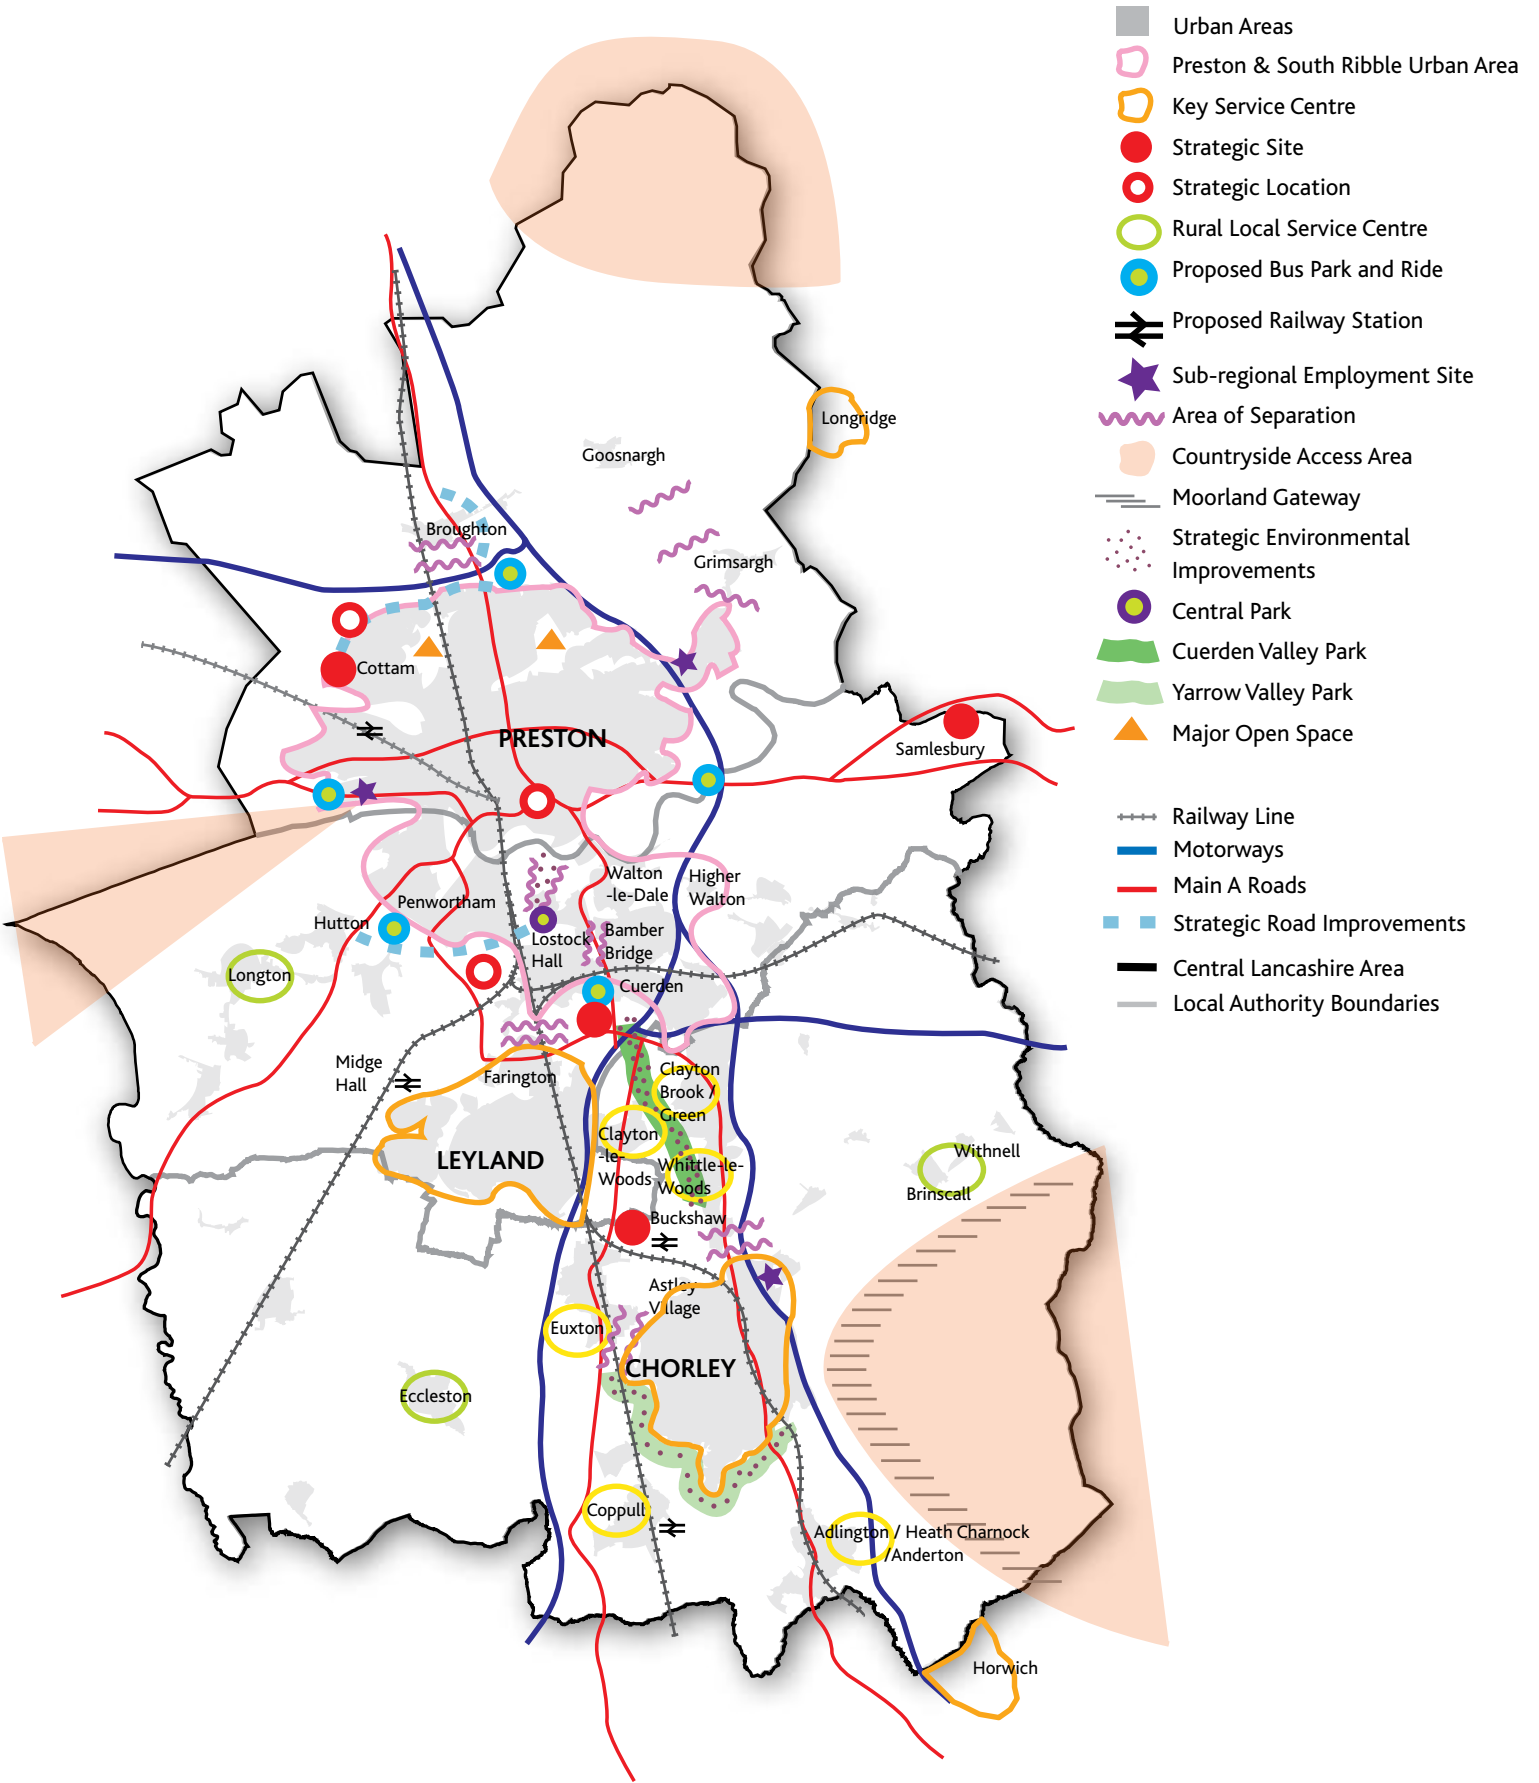 Urban Areas
Preston & South Ribble Urban Area
Key Service Centre
Strategic Site
Strategic Location
Rural Local Service Centre
Proposed Bus Park and Ride
Proposed Railway Station
Sub-regional Employment Site
Area of Separation
Countryside Access Area
Moorland Gateway
Strategic Environmental
Improvements
Central Park
Cuerden Valley Park
Yarrow Valley Park
Major Open Space
Railway Line
Motorways
Main A Roads
Strategic Road Improvements
Central Lancashire Area
Local Authority Boundaries
Longridge
Goosnargh
Broughton
Grimsargh
Cottam
PRESTON
Samlesbury
Walton
-le-Dale
Higher
Walton
Penwortham
Hutton
Lostock
Hall
Bamber
Bridge
Longton
Cuerden
Midge
Hall
Farington
Clayton
Brook /
Green
Clayton
-le-
Woods
LEYLAND
Whittle-le-
Woods
Withnell
Brinscall
Buckshaw
Astley
Village
Euxton
CHORLEY
Eccleston
Coppull
Adlington / Heath Charnock
/Anderton
Horwich